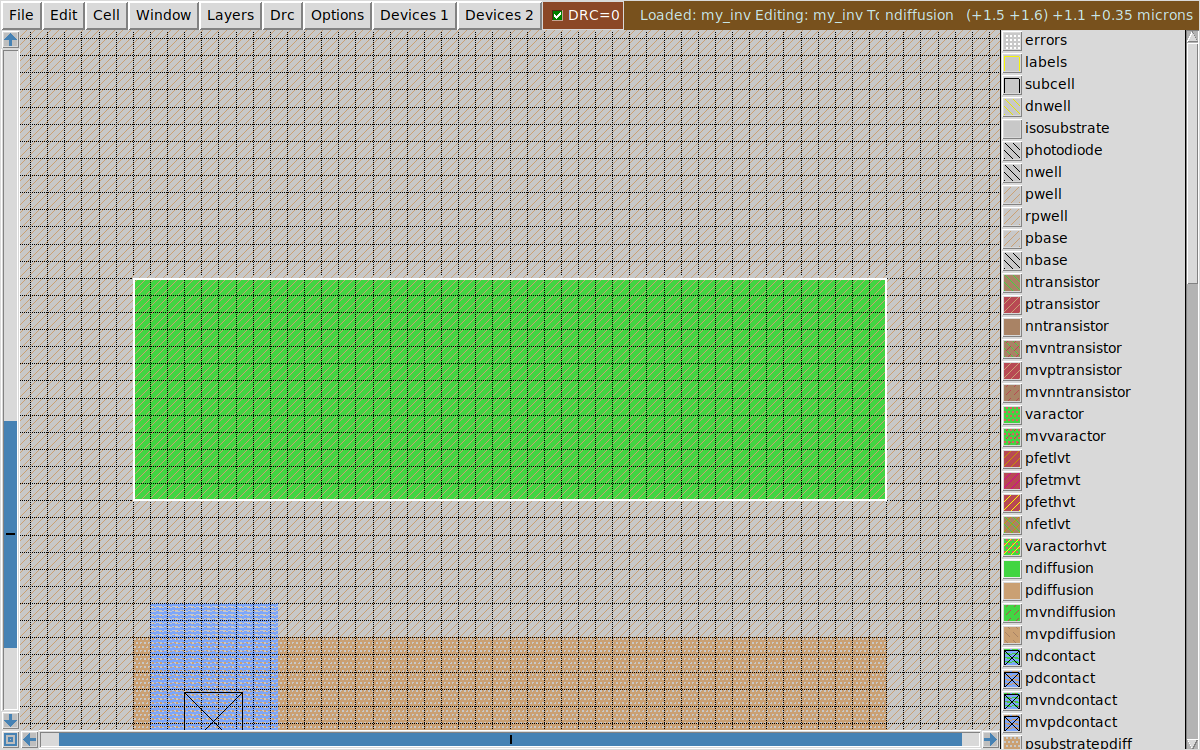 File Edit Cell Window Layers Drc Options Devices 1 Devices 2 DRC=0 Loaded: my_inv Editing: my_inv To ndiffusion (+1.5 +1.6) +1.1 +0.35 microns
errors
labels
subcell
dnwell
isosubstrate
photodiode
nwell
pwell
rpwell
pbase
nbase
ntransistor
ptransistor
nntransistor
mvntransistor
mvptransistor
mvnntransistor
varactor
mvvaractor
pfetlvt
pfetmvt
pfethvt
nfetlvt
varactorhvt
ndiffusion
pdiffusion
mvndiffusion
mvpdiffusion
ndcontact
pdcontact
mvndcontact
mvpdcontact
psubstratepdiff